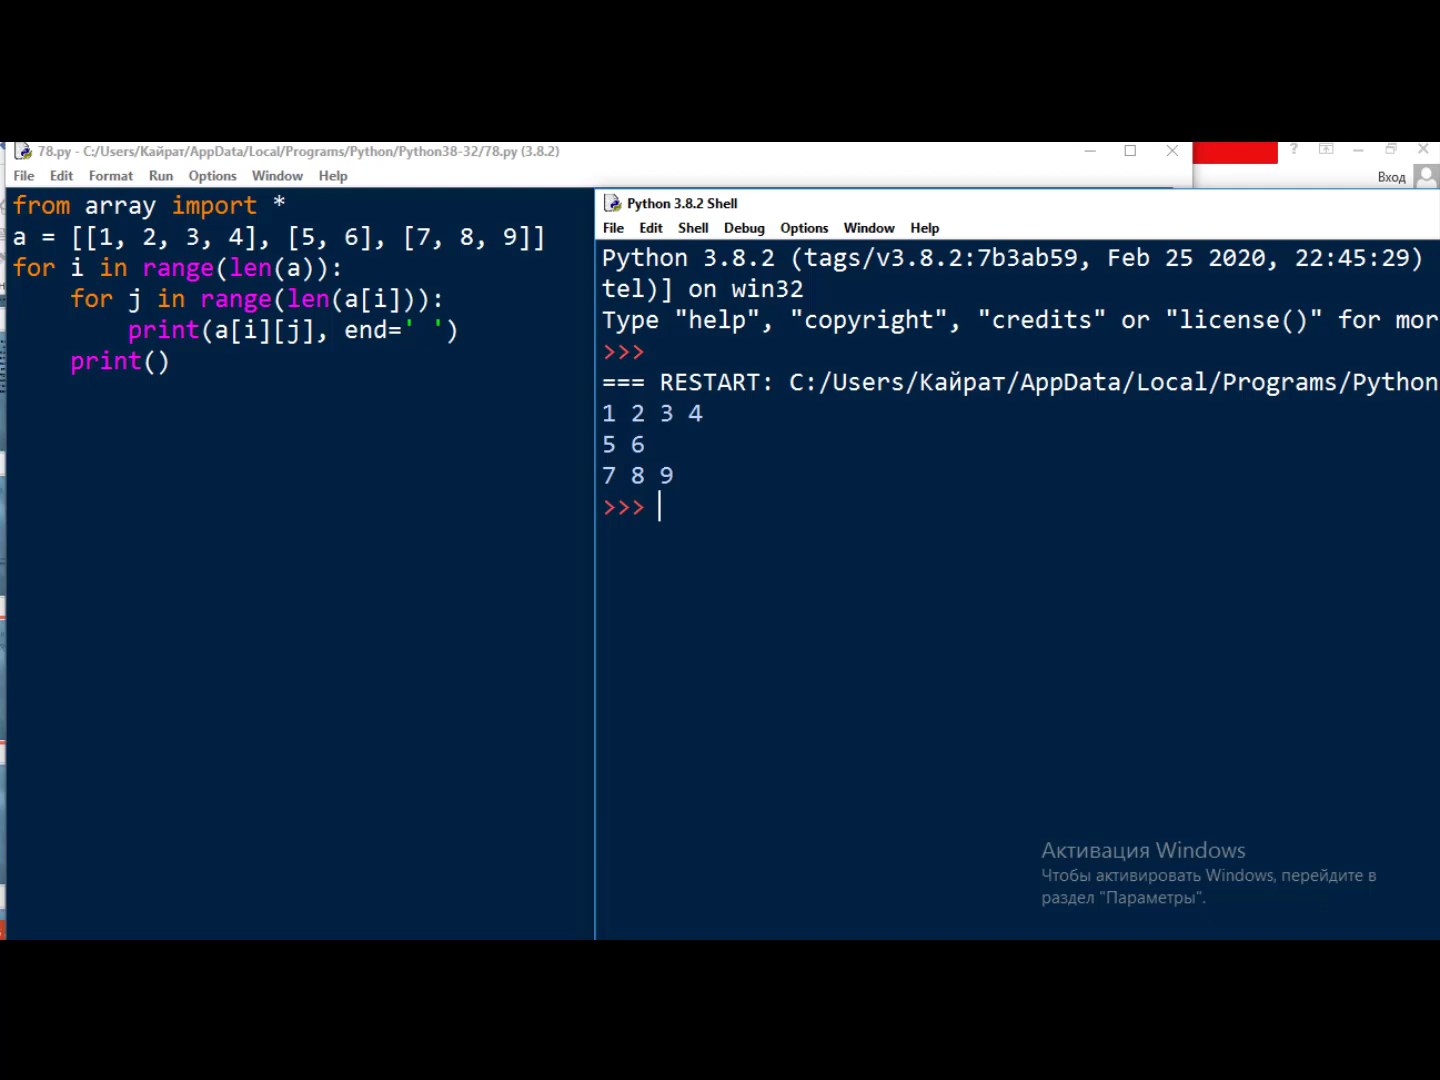 78.py - C:/Users/Кайрат/AppData/Local/Programs/Python/Python38-32/78.py (3.8.2)
File Edit Format Run Options Window Help
from array import *
a = [[1, 2, 3, 4], [5, 6], [7, 8, 9]]
for i in range(len(a)):
    for j in range(len(a[i])):
        print(a[i][j], end=' ')
    print()
? 
Вход
Python 3.8.2 Shell
File Edit Shell Debug Options Window Help
Python 3.8.2 (tags/v3.8.2:7b3ab59, Feb 25 2020, 22:45:29)
tel)] on win32
Type "help", "copyright", "credits" or "license()" for mor
>>>
=== RESTART: C:/Users/Кайрат/AppData/Local/Programs/Python
1 2 3 4
5 6
7 8 9
>>>
Активация Windows
Чтобы активировать Windows, перейдите в
раздел "Параметры".